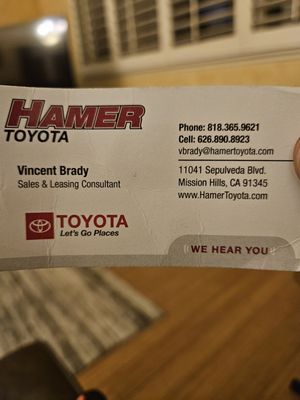 HAMER
TOYOTA
Vincent Brady
Sales & Leasing Consultant
TOYOTA
Let's Go Places
Phone: 818.365.9621
Cell: 626.890.8923
vbrady@hamertoyota.com
11041 Sepulveda Blvd.
Mission Hills, CA 91345
www.HamerToyota.com
WE HEAR YOU